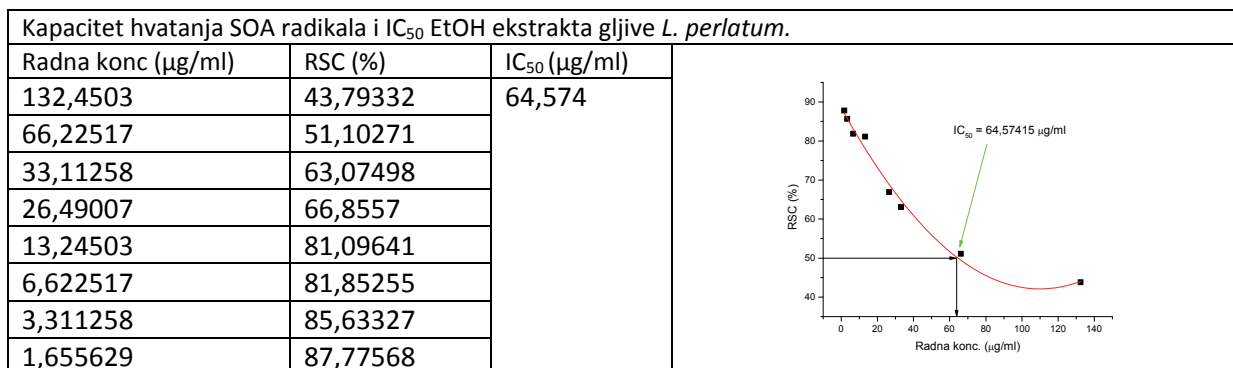 Kapacitet hvatanja SOA radikala i IC50 EtOH ekstrakta gljive L. perlatum.
Radna konc (µg/ml) RSC (%) IC50 (µg/ml)
132,4503 43,79332 64,574
66,22517 51,10271
33,11258 63,07498
26,49007 66,8557
13,24503 81,09641
6,622517 81,85255
3,311258 85,63327
1,655629 87,77568
90
80
70
60
50
40
RSC (%)
IC50 = 64,57415 µg/ml
0 20 40 60 80 100 120 140
Radna konc. (µg/ml)